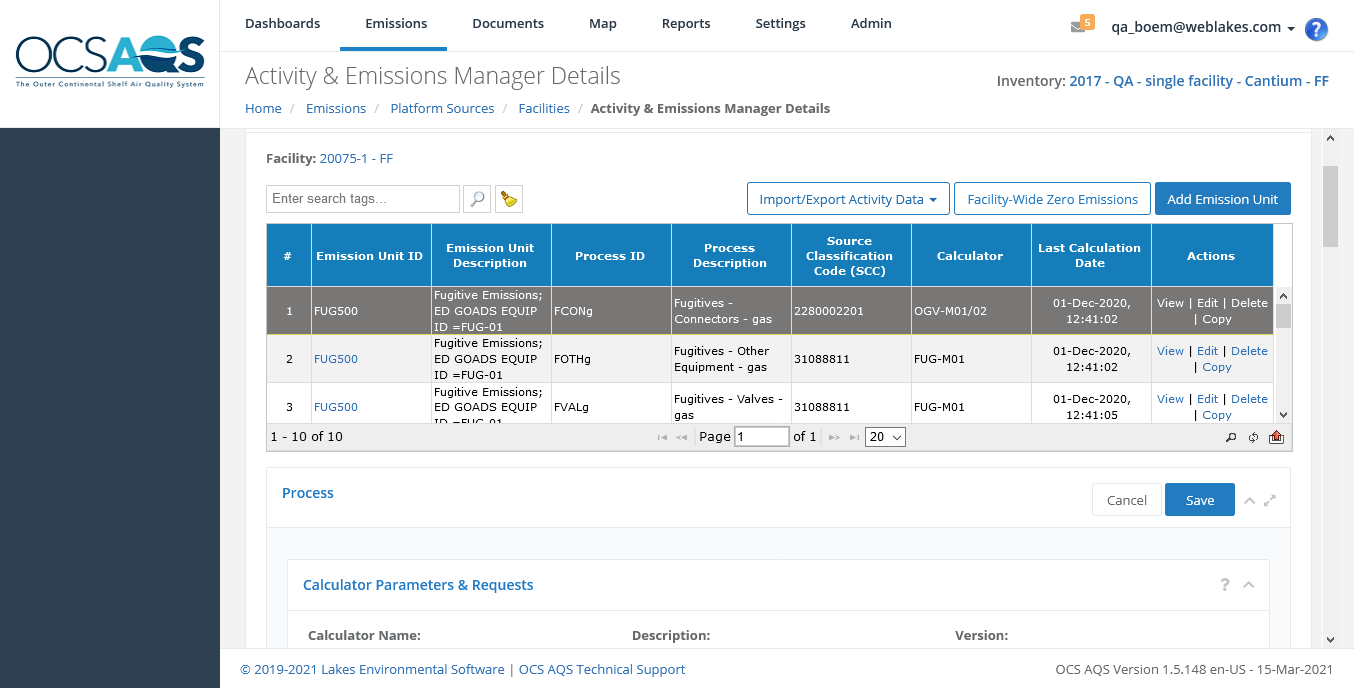 OCSAQS
The Outer Continental Shelf Air Quality System
Dashboards Emissions Documents Map Reports Settings Admin 5 qa_boem@weblakes.com ?
Activity & Emissions Manager Details
Inventory: 2017 - QA - single facility - Cantium - FF
Home / Emissions / Platform Sources / Facilities / Activity & Emissions Manager Details
Facility: 20075-1 - FF
Enter search tags... Import/Export Activity Data Facility-Wide Zero Emissions Add Emission Unit
# Emission Unit ID Emission Unit Description Process ID Process Description Source Classification Code (SCC) Calculator Last Calculation Date Actions
1 FUG500 Fugitive Emissions; ED GOADS EQUIP ID =FUG-01 FCONg Fugitives - Connectors - gas 2280002201 OGV-M01/02 01-Dec-2020, 12:41:02 View | Edit | Delete | Copy
2 FUG500 Fugitive Emissions; ED GOADS EQUIP ID =FUG-01 FOTHg Fugitives - Other Equipment - gas 31088811 FUG-M01 01-Dec-2020, 12:41:02 View | Edit | Delete | Copy
3 FUG500 Fugitive Emissions; ED GOADS EQUIP ID =FUG-01 FVALg Fugitives - Valves - gas 31088811 FUG-M01 01-Dec-2020, 12:41:05 View | Edit | Delete | Copy
1 - 10 of 10 Page 1 of 1 20
Process Cancel Save
Calculator Parameters & Requests ?
Calculator Name: Description: Version:
© 2019-2021 Lakes Environmental Software | OCS AQS Technical Support OCS AQS Version 1.5.148 en-US - 15-Mar-2021